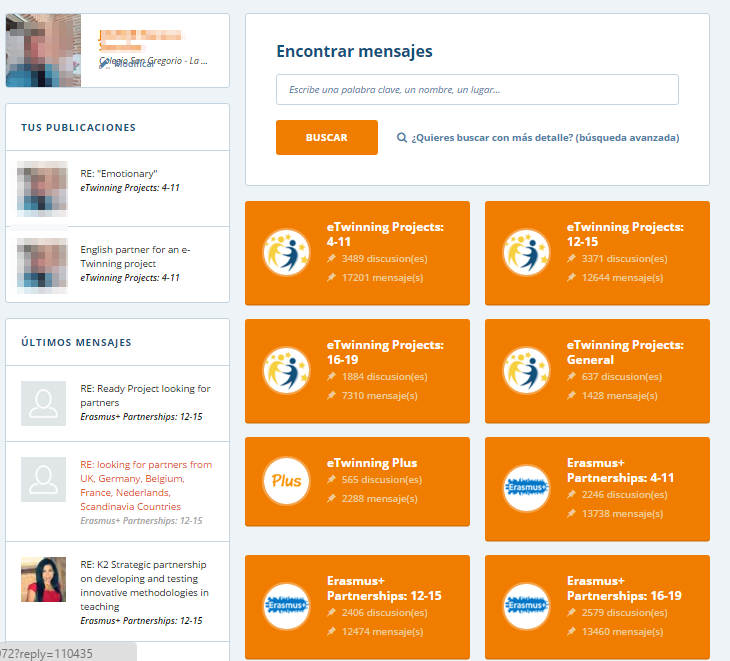 Colegio San Gregorio - La ...
Modificar
TUS PUBLICACIONES
RE: "Emotionary"
eTwinning Projects: 4-11
English partner for an e-
Twinning project
eTwinning Projects: 4-11
ÚLTIMOS MENSAJES
RE: Ready Project looking for
partners
Erasmus+ Partnerships: 12-15
RE: looking for partners from
UK, Germany, Belgium,
France, Nederlands,
Scandinavia Countries
Erasmus+ Partnerships: 12-15
RE: K2 Strategic partnership
on developing and testing
innovative methodologies in
teaching
Erasmus+ Partnerships: 12-15
972?reply=110435
Encontrar mensajes
Escribe una palabra clave, un nombre, un lugar...
BUSCAR
¿Quieres buscar con más detalle? (búsqueda avanzada)
eTwinning Projects:
4-11
3489 discusion(es)
17201 mensaje(s)
eTwinning Projects:
12-15
3371 discusion(es)
12644 mensaje(s)
eTwinning Projects:
16-19
1884 discusion(es)
7310 mensaje(s)
eTwinning Projects:
General
637 discusion(es)
1428 mensaje(s)
Plus
eTwinning Plus
565 discusion(es)
2288 mensaje(s)
Erasmus+
Erasmus+
Partnerships: 4-11
2246 discusion(es)
13738 mensaje(s)
Erasmus+
Erasmus+
Partnerships: 12-15
2406 discusion(es)
12474 mensaje(s)
Erasmus+
Erasmus+
Partnerships: 16-19
2579 discusion(es)
13460 mensaje(s)